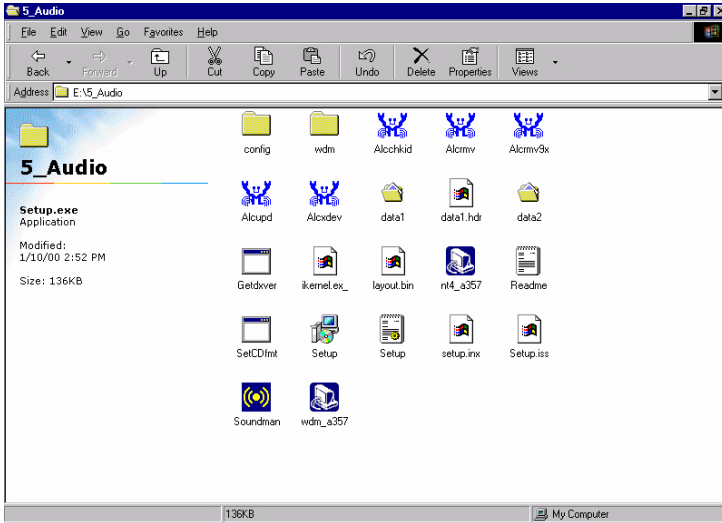 5_Audio
File Edit View Go Favorites Help
Back Forward Up Cut Copy Paste Undo Delete Properties Views
Address E:\5_Audio
5_Audio
Setup.exe
Application
Modified:
1/10/00 2:52 PM
Size: 136KB
config wdm Alcchkid Alcrmv Alcrmv9x
Alcupd Alcxdev data1 data1.hdr data2
Getdxver ikernel.ex_ layout.bin nt4_a357 Readme
SetCDfmt Setup Setup setup.inx Setup.iss
Soundman wdm_a357
136KB My Computer